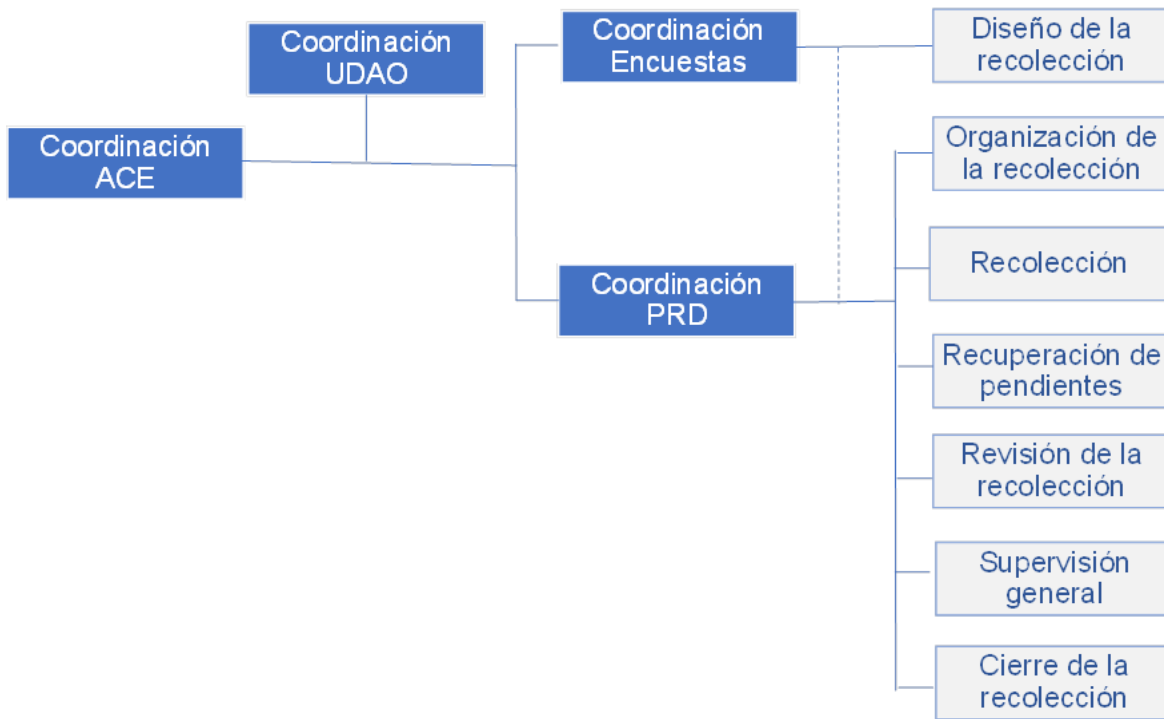 Coordinación
UDAO
Coordinación
ACE
Coordinación
Encuestas
Coordinación
PRD
Diseño de la
recolección
Organización de
la recolección
Recolección
Recuperación de
pendientes
Revisión de la
recolección
Supervisión
general
Cierre de la
recolección